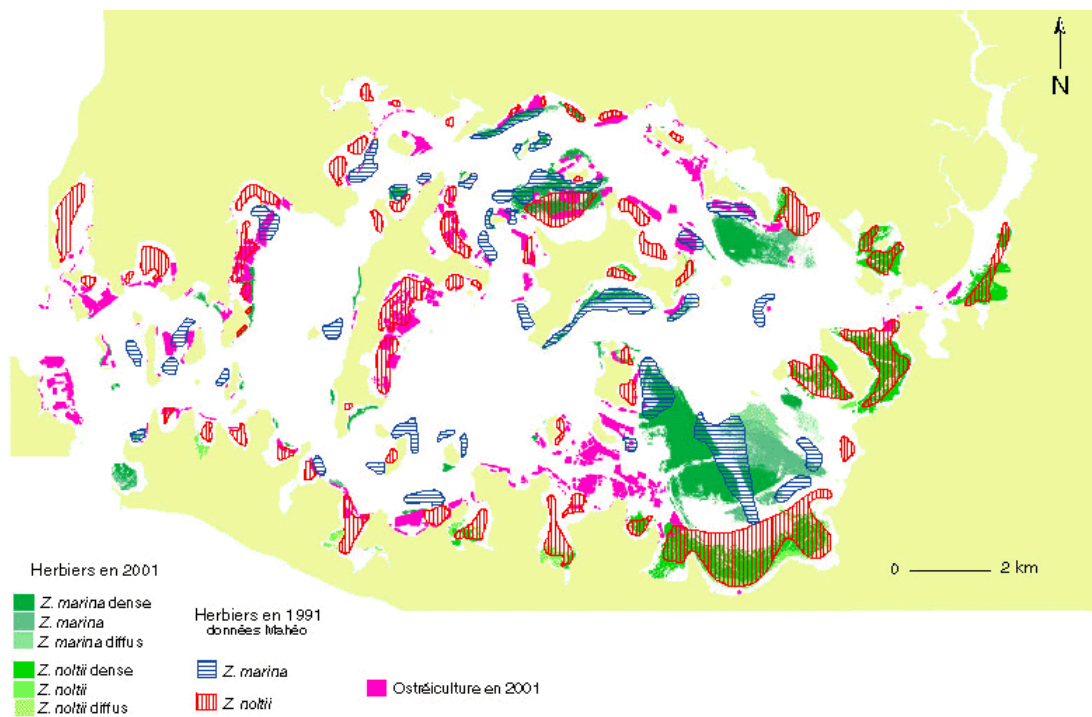 N
0 2 km
Herbiers en 2001
Z. marina dense
Z. marina
Z. marina diffus
Z. noltii dense
Z. noltii
Z. noltii diffus
Herbiers en 1991
données Mahéo
Z. marina
Z. noltii
Ostréiculture en 2001